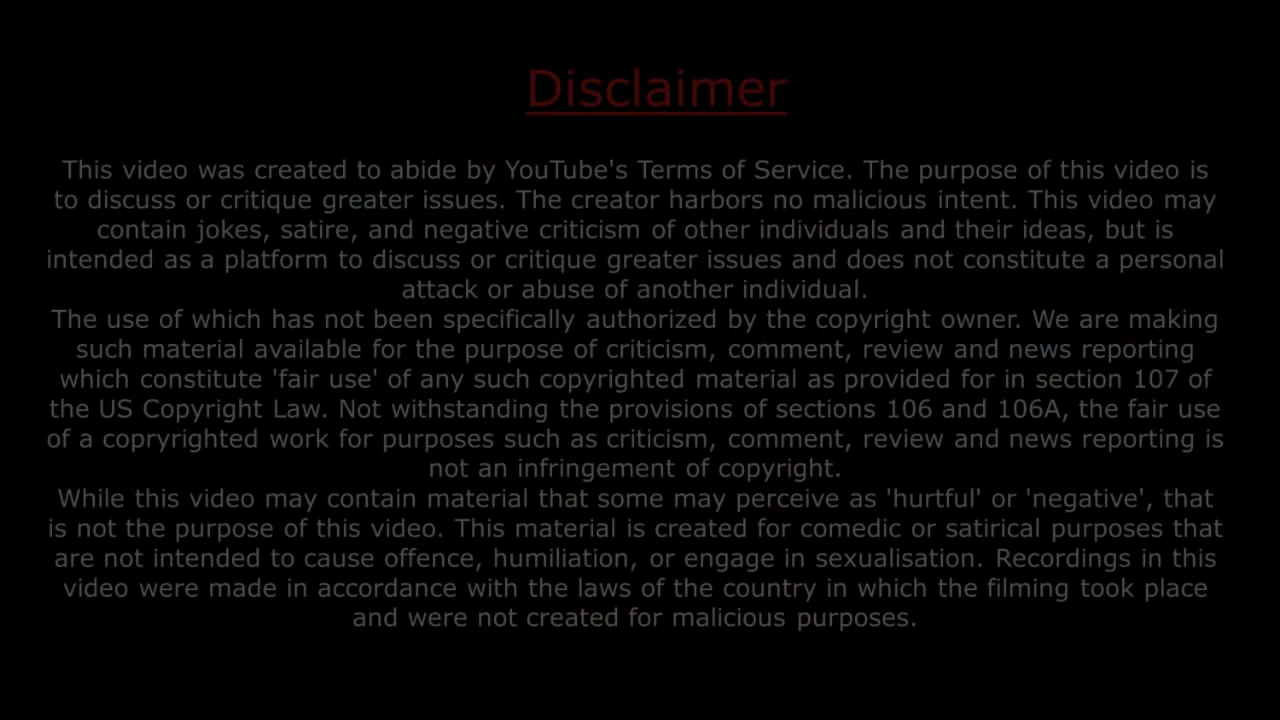 Disclaimer
This video was created to abide by YouTube's Terms of Service. The purpose of this video is
to discuss or critique greater issues. The creator harbors no malicious intent. This video may
contain jokes, satire, and negative criticism of other individuals and their ideas, but is
intended as a platform to discuss or critique greater issues and does not constitute a personal
attack or abuse of another individual.
The use of which has not been specifically authorized by the copyright owner. We are making
such material available for the purpose of criticism, comment, review and news reporting
which constitute 'fair use' of any such copyrighted material as provided for in section 107 of
the US Copyright Law. Not withstanding the provisions of sections 106 and 106A, the fair use
of a copryrighted work for purposes such as criticism, comment, review and news reporting is
not an infringement of copyright.
While this video may contain material that some may perceive as 'hurtful' or 'negative', that
is not the purpose of this video. This material is created for comedic or satirical purposes that
are not intended to cause offence, humiliation, or engage in sexualisation. Recordings in this
video were made in accordance with the laws of the country in which the filming took place
and were not created for malicious purposes.